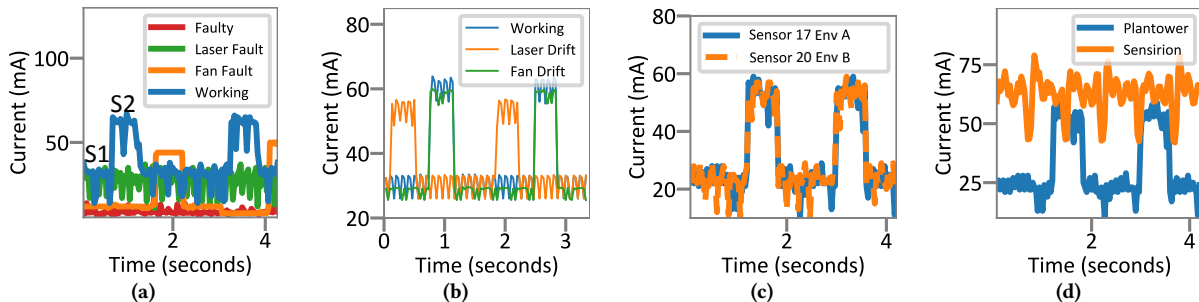 Current (mA)
100
50
2
4
Faulty
Laser Fault
Fan Fault
Working
S1
S2
Time (seconds)
(a)
Current (mA)
80
60
40
20
0
1
2
3
Working
Laser Drift
Fan Drift
Time (seconds)
(b)
Current (mA)
80
60
40
20
2
4
Sensor 17 Env A
Sensor 20 Env B
Time (seconds)
(c)
Current (mA)
75
50
25
2
4
Plantower
Sensirion
Time (seconds)
(d)